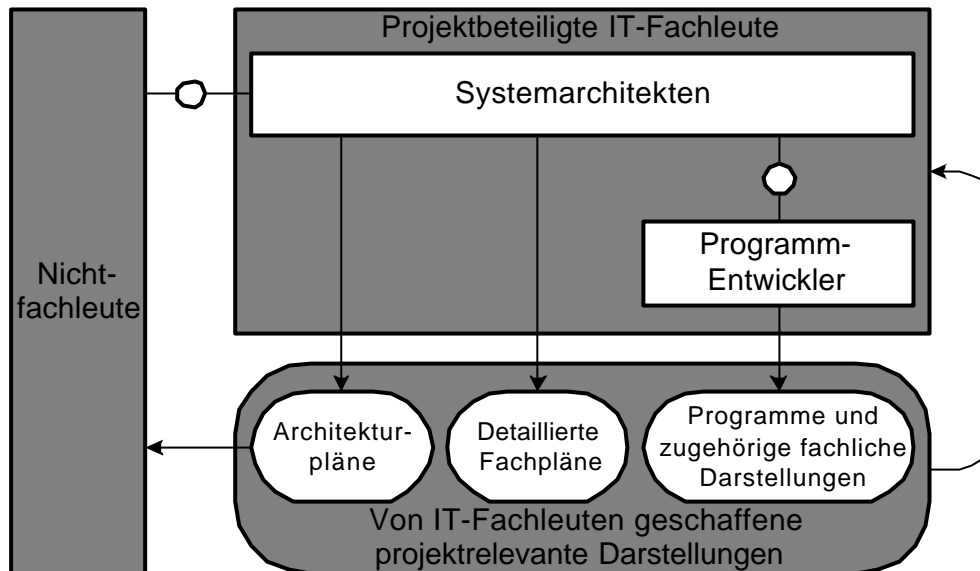 Projektbeteiligte IT-Fachleute
Systemarchitekten
Programm-
Entwickler
Nicht-
fachleute
Architektur-
pläne
Detaillierte
Fachpläne
Programme und
zugehörige fachliche
Darstellungen
Von IT-Fachleuten geschaffene
projektrelevante Darstellungen